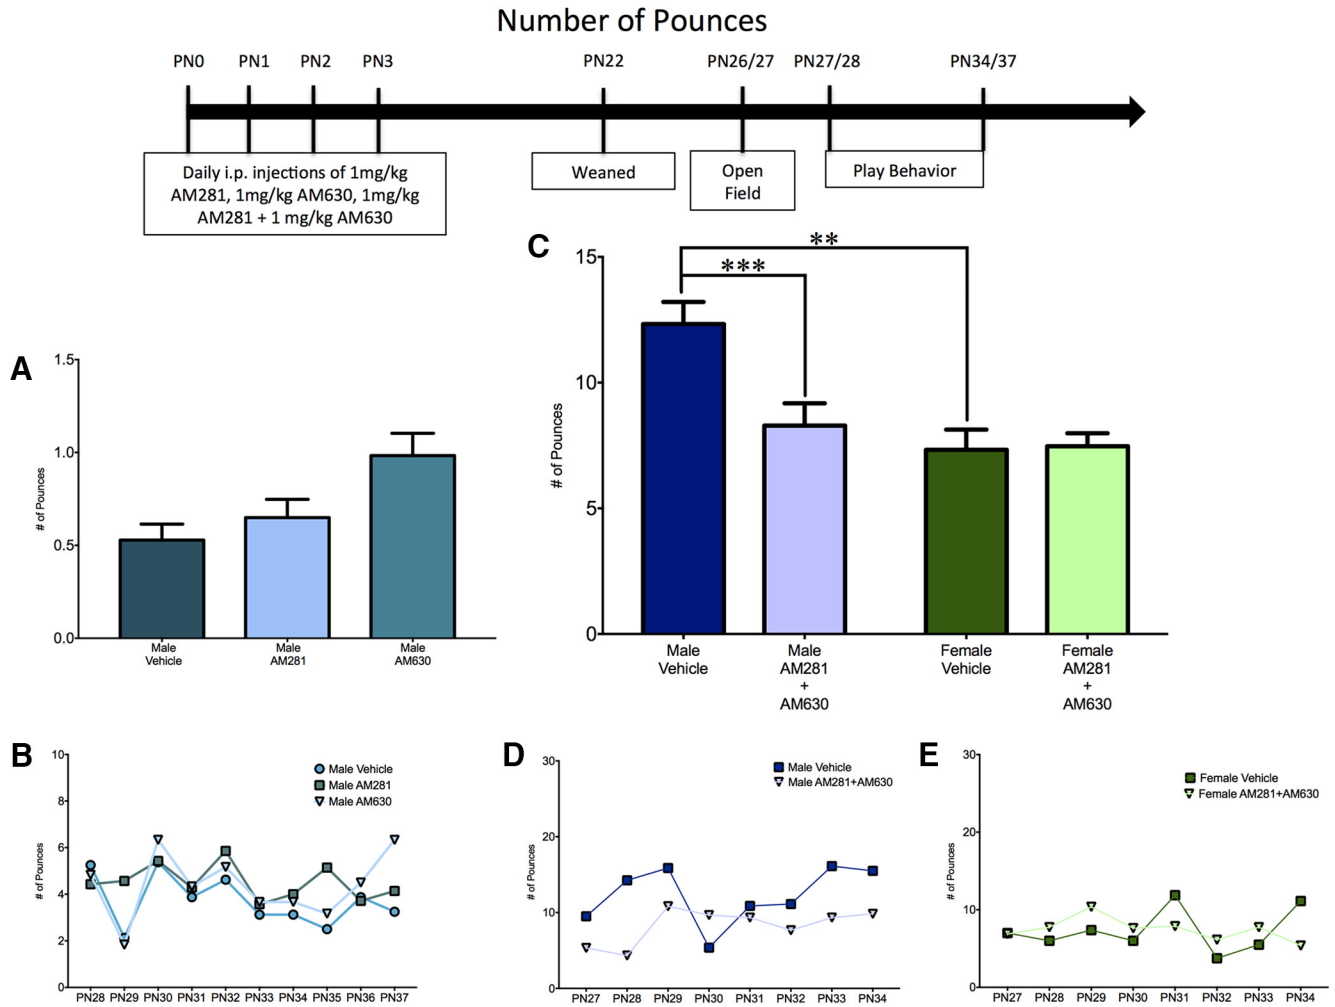 Number of Pounces
PN0 PN1 PN2 PN3 PN22 PN26/27 PN27/28 PN34/37
Daily i.p. injections of 1mg/kg
AM281, 1mg/kg AM630, 1mg/kg
AM281 + 1 mg/kg AM630
Weaned
Open
Field
Play Behavior
A
# of Pounces
1.5
1.0
0.5
0.0
Male
Vehicle
Male
AM281
Male
AM630
C
# of Pounces
15
10
5
0
**
***
Male
Vehicle
Male
AM281
+
AM630
Female
Vehicle
Female
AM281
+
AM630
B
# of Pounces
10
8
6
4
2
0
Male Vehicle
Male AM281
Male AM630
PN28 PN29 PN30 PN31 PN32 PN33 PN34 PN35 PN36 PN37
D
# of Pounces
30
20
10
0
Male Vehicle
Male AM281+AM630
PN27 PN28 PN29 PN30 PN31 PN32 PN33 PN34
E
# of Pounces
30
20
10
0
Female Vehicle
Female AM281+AM630
PN27 PN28 PN29 PN30 PN31 PN32 PN33 PN34